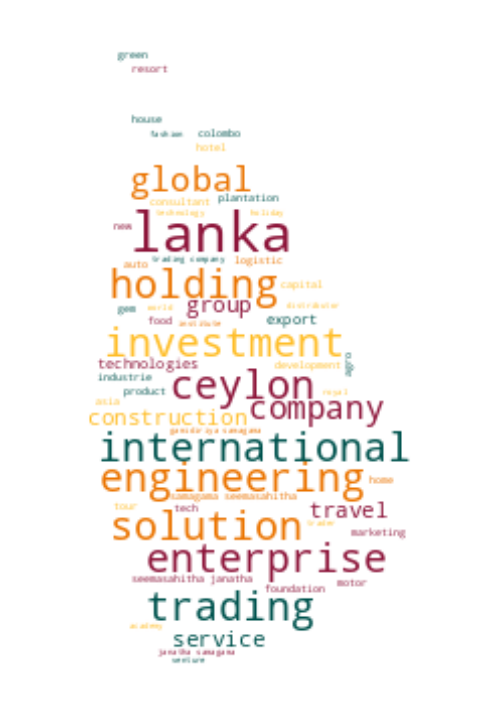 green
resort
house
fashion colombo
hotel
global
consultant plantation
technology holiday
new lanka
auto trading company logistic
holding capital
gem world group distributor
food institute export
investment
technologies development agro
industrie ceylon
product royal
asia company
construction
gamidiriya samagama
international
engineering home
samagama seemasahitha
tour tech travel
solution trade
marketing
enterprise
seemasahitha janatha motor
foundation
trading
academy
service
janatha samagama
venture